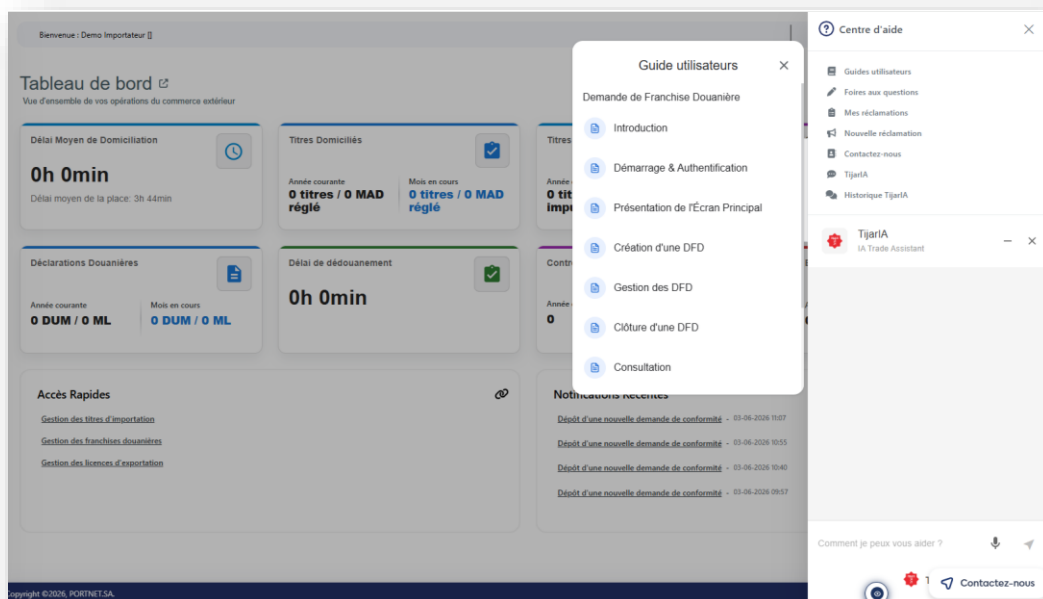 Bienvenue : Demo Importateur []
Tableau de bord
Vue d'ensemble de vos opérations du commerce extérieur
Délai Moyen de Domiciliation
0h 0min
Délai moyen de la place: 3h 44min
Titres Domiciliés
Année courante
0 titres / 0 MAD
réglé
Mois en cours
0 titres / 0 MAD
réglé
Titres
Année
0 tit
impu
Déclarations Douanières
Année courante
0 DUM / 0 ML
Mois en cours
0 DUM / 0 ML
Délai de dédouanement
0h 0min
Contr
Année
0
Accès Rapides
Gestion des titres d'importation
Gestion des franchises douanières
Gestion des licences d'exportation
Notifications Récentes
Dépôt d'une nouvelle demande de conformité - 03-06-2026 11:07
Dépôt d'une nouvelle demande de conformité - 03-06-2026 10:55
Dépôt d'une nouvelle demande de conformité - 03-06-2026 10:40
Dépôt d'une nouvelle demande de conformité - 03-06-2026 09:57
Copyright ©2026, PORTNET.SA.
Guide utilisateurs
Demande de Franchise Douanière
Introduction
Démarrage & Authentification
Présentation de l'Écran Principal
Création d'une DFD
Gestion des DFD
Clôture d'une DFD
Consultation
Centre d'aide
Guides utilisateurs
Foires aux questions
Mes réclamations
Nouvelle réclamation
Contactez-nous
TijarIA
Historique TijarIA
TijarIA
IA Trade Assistant
Comment je peux vous aider ?
Contactez-nous